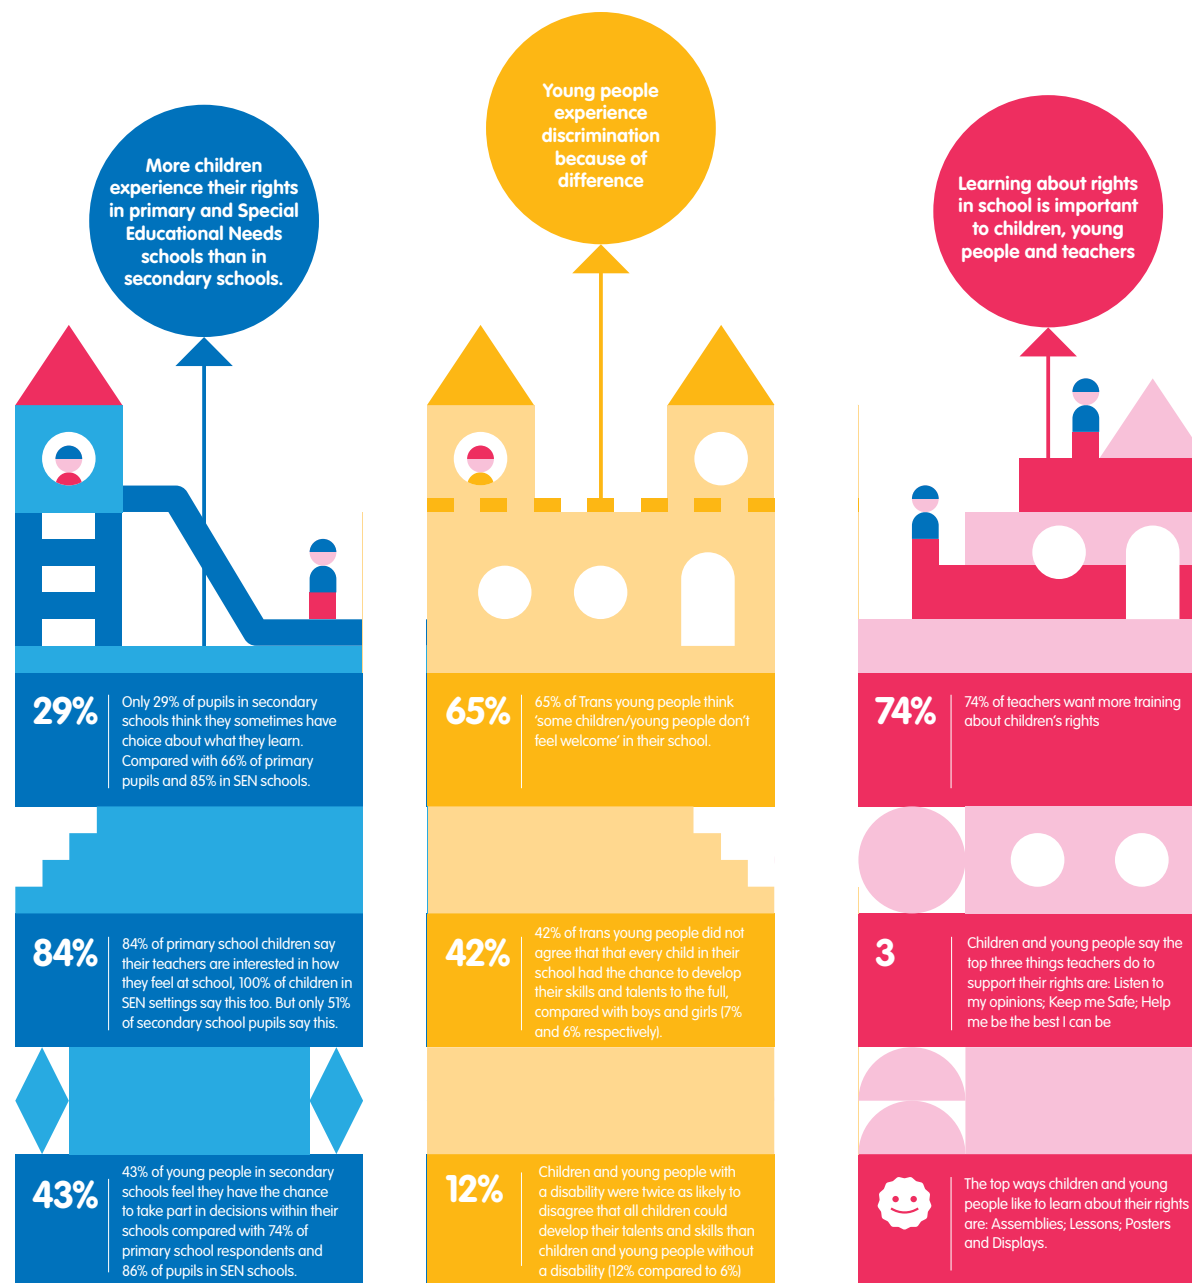 More children
experience their rights
in primary and Special
Educational Needs
schools than in
secondary schools.
29%
Only 29% of pupils in secondary
schools think they sometimes have
choice about what they learn.
Compared with 66% of primary
pupils and 85% in SEN schools.
84%
84% of primary school children say
their teachers are interested in how
they feel at school, 100% of children in
SEN settings say this too. But only 51%
of secondary school pupils say this.
43%
43% of young people in secondary
schools feel they have the chance
to take part in decisions within their
schools compared with 74% of
primary school respondents and
86% of pupils in SEN schools.
Young people
experience
discrimination
because of
difference
65%
65% of Trans young people think
‘some children/young people don’t
feel welcome’ in their school.
42%
42% of trans young people did not
agree that that every child in their
school had the chance to develop
their skills and talents to the full,
compared with boys and girls (7%
and 6% respectively).
12%
Children and young people with
a disability were twice as likely to
disagree that all children could
develop their talents and skills than
children and young people without
a disability (12% compared to 6%)
Learning about rights
in school is important
to children, young
people and teachers
74%
74% of teachers want more training
about children’s rights
3
Children and young people say the
top three things teachers do to
support their rights are: Listen to
my opinions; Keep me Safe; Help
me be the best I can be
The top ways children and young
people like to learn about their rights
are: Assemblies; Lessons; Posters
and Displays.